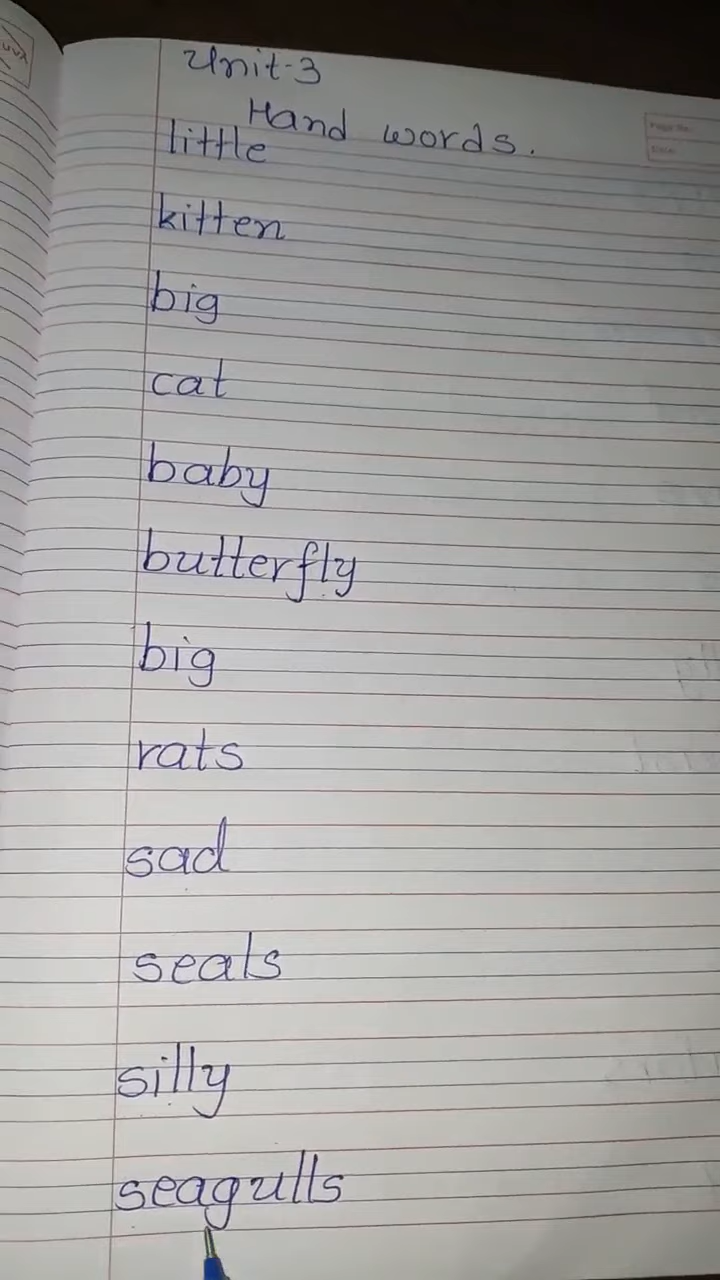 Unit-3
Hand words.
little
kitten
big
cat
baby
butterfly
big
rats
sad
seals
silly
seagulls